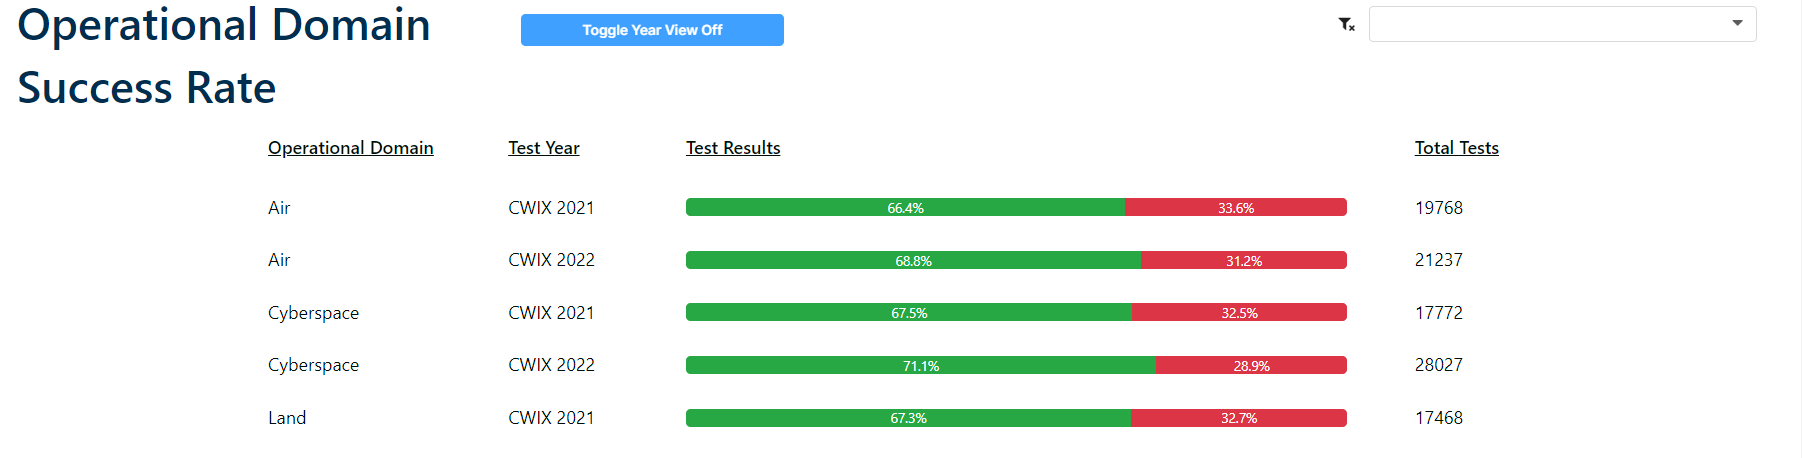 Operational Domain
Success Rate
Toggle Year View Off
Operational Domain Test Year Test Results Total Tests
Air CWIX 2021 66.4% 33.6% 19768
Air CWIX 2022 68.8% 31.2% 21237
Cyberspace CWIX 2021 67.5% 32.5% 17772
Cyberspace CWIX 2022 71.1% 28.9% 28027
Land CWIX 2021 67.3% 32.7% 17468